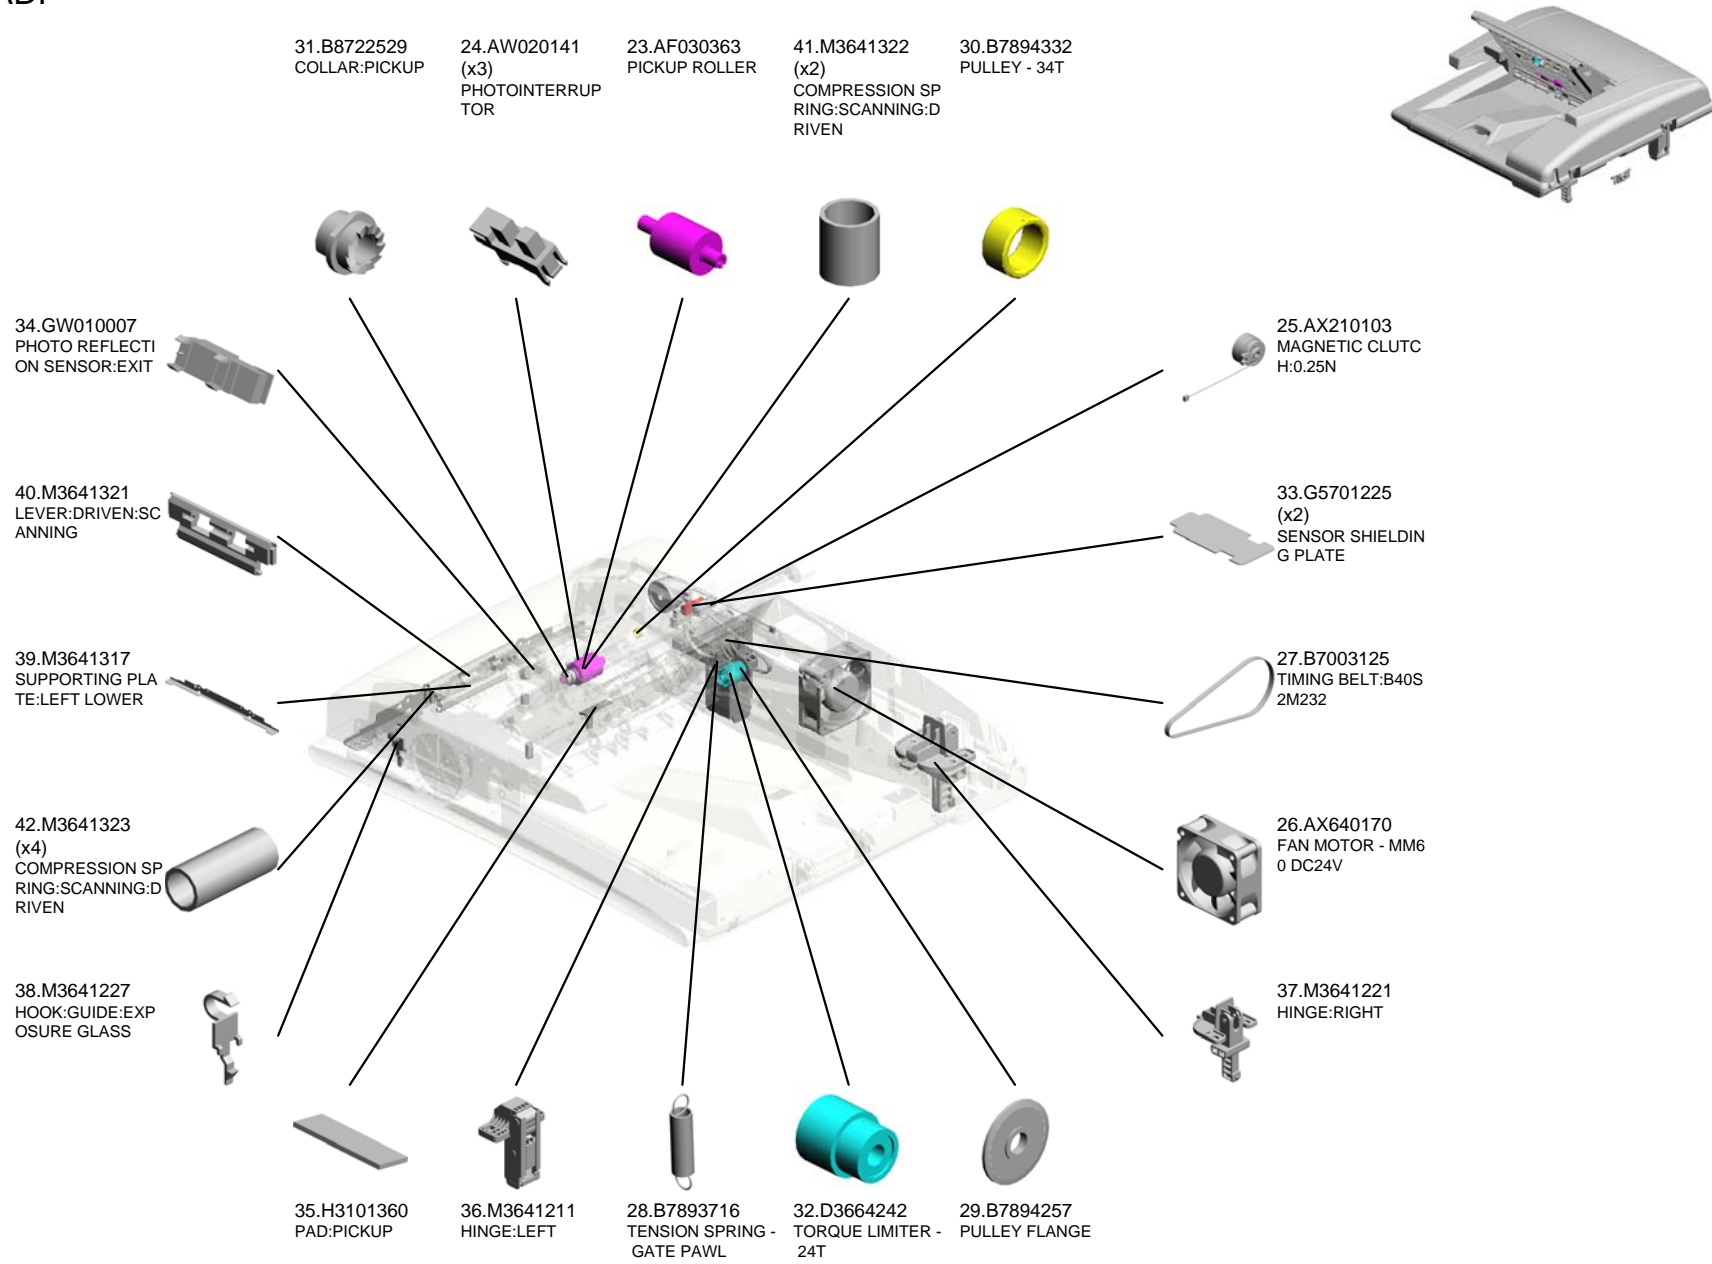 31.B8722529
COLLAR:PICKUP
24.AW020141
(x3)
PHOTOINTERRUP
TOR
23.AF030363
PICKUP ROLLER
41.M3641322
(x2)
COMPRESSION SP
RING:SCANNING:D
RIVEN
30.B7894332
PULLEY - 34T
34.GW010007
PHOTO REFLECTI
ON SENSOR:EXIT
25.AX210103
MAGNETIC CLUTC
H:0.25N
40.M3641321
LEVER:DRIVEN:SC
ANNING
33.G5701225
(x2)
SENSOR SHIELDIN
G PLATE
39.M3641317
SUPPORTING PLA
TE:LEFT LOWER
27.B7003125
TIMING BELT:B40S
2M232
42.M3641323
(x4)
COMPRESSION SP
RING:SCANNING:D
RIVEN
26.AX640170
FAN MOTOR - MM6
0 DC24V
38.M3641227
HOOK:GUIDE:EXP
OSURE GLASS
37.M3641221
HINGE:RIGHT
35.H3101360
PAD:PICKUP
36.M3641211
HINGE:LEFT
28.B7893716
TENSION SPRING -
GATE PAWL
32.D3664242
TORQUE LIMITER -
24T
29.B7894257
PULLEY FLANGE